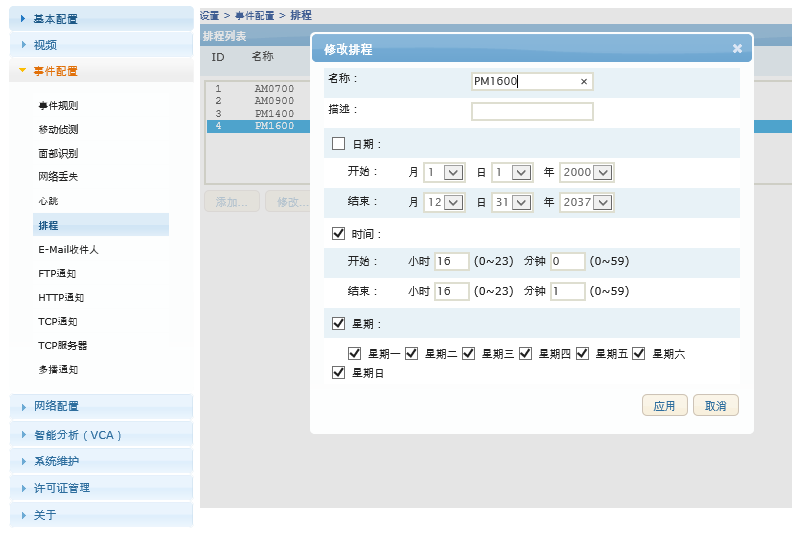 基本配置
视频
事件配置
事件规则
移动侦测
面部识别
网络丢失
心跳
排程
E-Mail收件人
FTP通知
HTTP通知
TCP通知
TCP服务器
多播通知
网络配置
智能分析 ( VCA )
系统维护
许可证管理
关于
设置 > 事件配置 > 排程
排程列表
ID 名称
1 AM0700
2 AM0900
3 PM1400
4 PM1600
添加... 修改...
修改排程
名称 : PM1600 ×
描述 :
日期 :
开始 : 月 1 日 1 年 2000
结束 : 月 12 日 31 年 2037
时间 :
开始 : 小时 16 (0~23) 分钟 0 (0~59)
结束 : 小时 16 (0~23) 分钟 1 (0~59)
星期 :
星期一 星期二 星期三 星期四 星期五 星期六
星期日
应用 取消